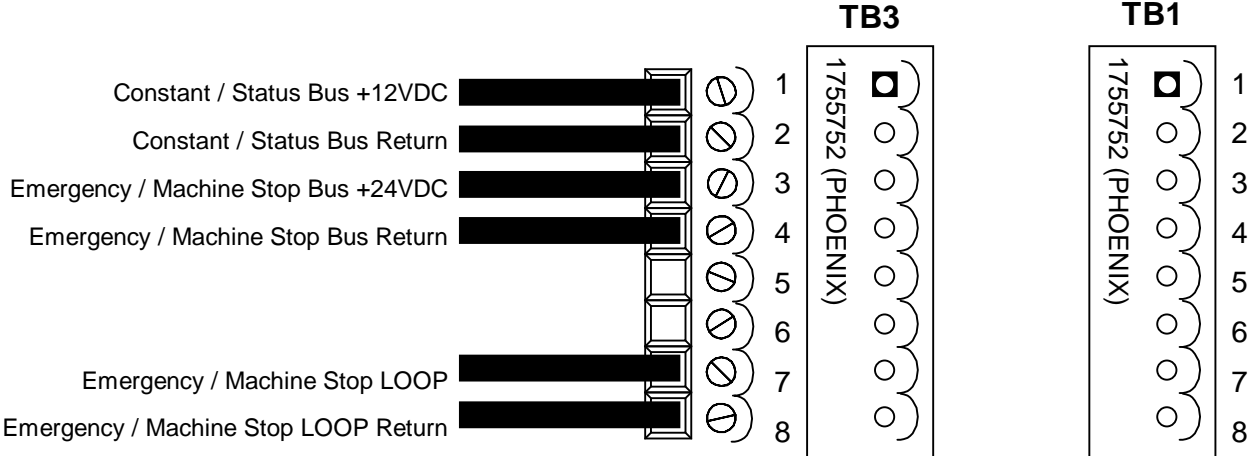 TB3
TB1
Constant / Status Bus +12VDC
Constant / Status Bus Return
Emergency / Machine Stop Bus +24VDC
Emergency / Machine Stop Bus Return
Emergency / Machine Stop LOOP
Emergency / Machine Stop LOOP Return
1
2
3
4
5
6
7
8
1755752 (PHOENIX)
1755752 (PHOENIX)
1
2
3
4
5
6
7
8